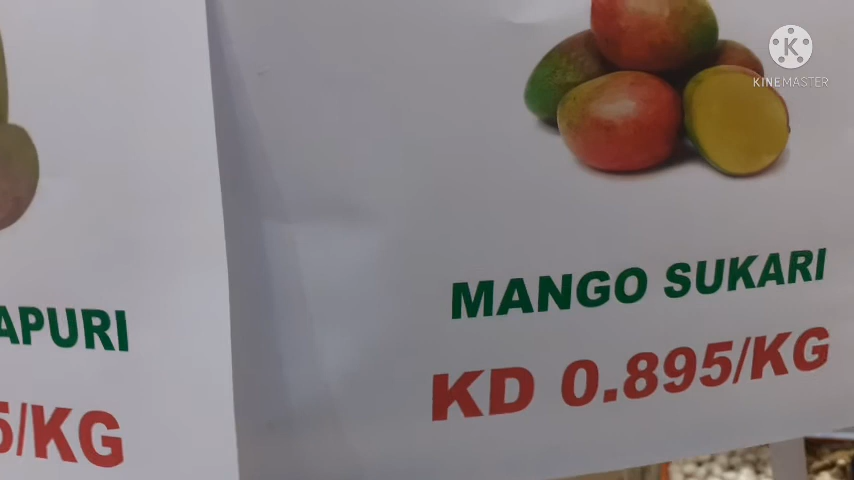 KINEMASTER
APURI
5/KG
MANGO SUKARI
KD 0.895/KG